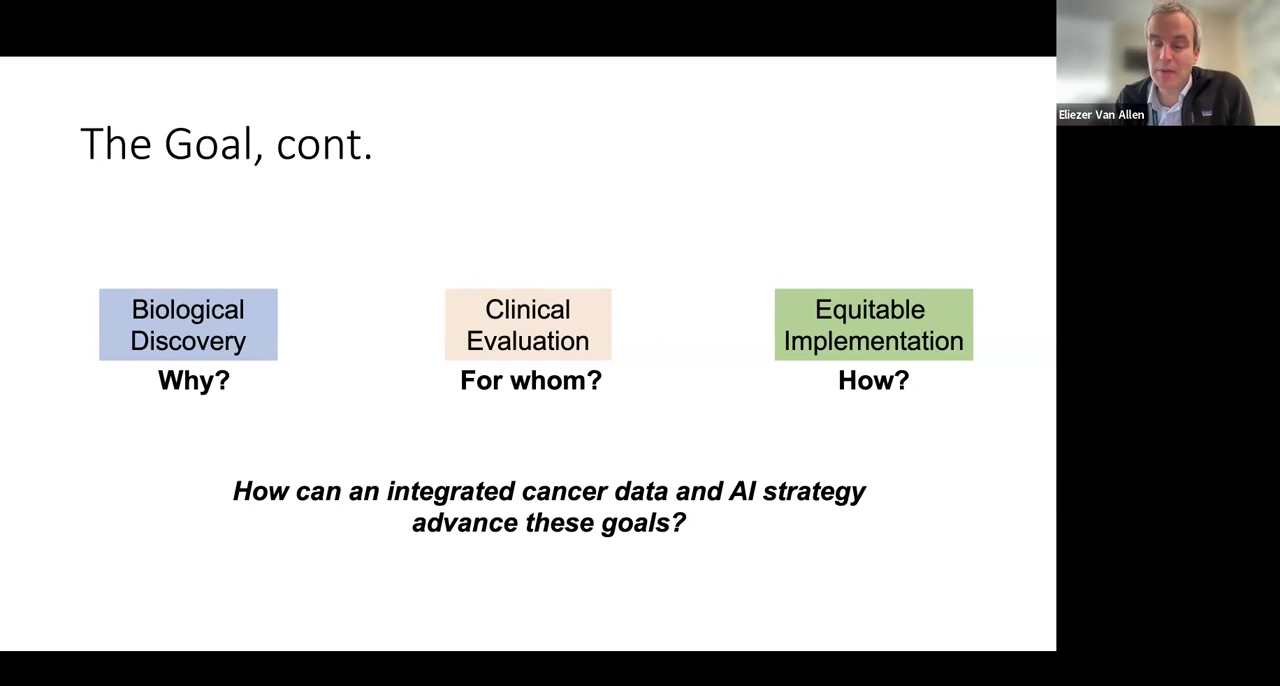 The Goal, cont.
Biological
Discovery
Why?
Clinical
Evaluation
For whom?
Equitable
Implementation
How?
How can an integrated cancer data and AI strategy
advance these goals?
Eliezer Van Allen